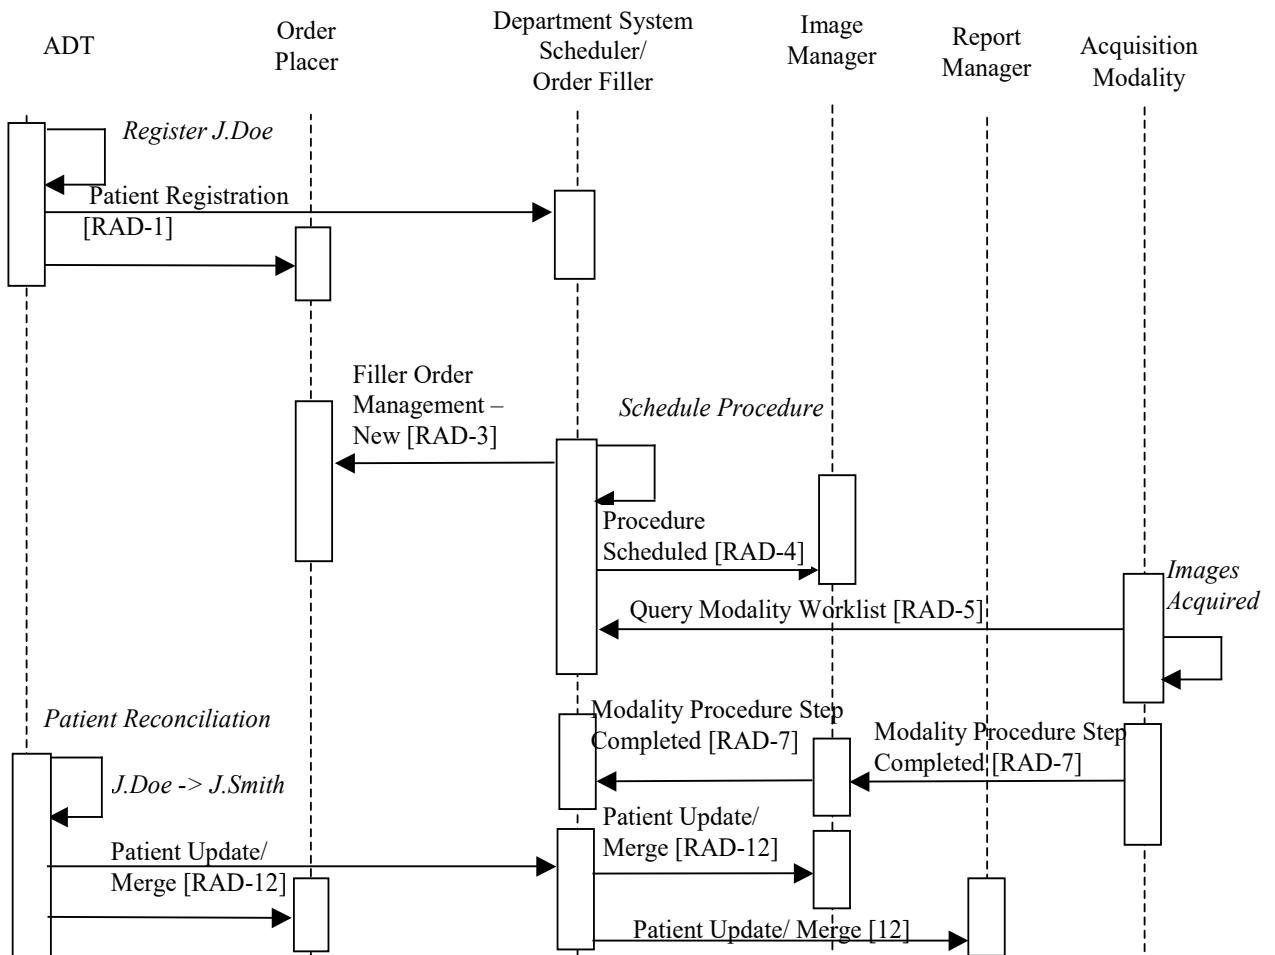 ADT
Order
Placer
Department System
Scheduler/
Order Filler
Image
Manager
Report
Manager
Acquisition
Modality
Register J.Doe
Patient Registration
[RAD-1]
Filler Order
Management –
New [RAD-3]
Schedule Procedure
Procedure
Scheduled [RAD-4]
Images
Acquired
Query Modality Worklist [RAD-5]
Patient Reconciliation
Modality Procedure Step
Completed [RAD-7]
Modality Procedure Step
Completed [RAD-7]
J.Doe -> J.Smith
Patient Update/
Merge [RAD-12]
Patient Update/
Merge [RAD-12]
Patient Update/ Merge [12]